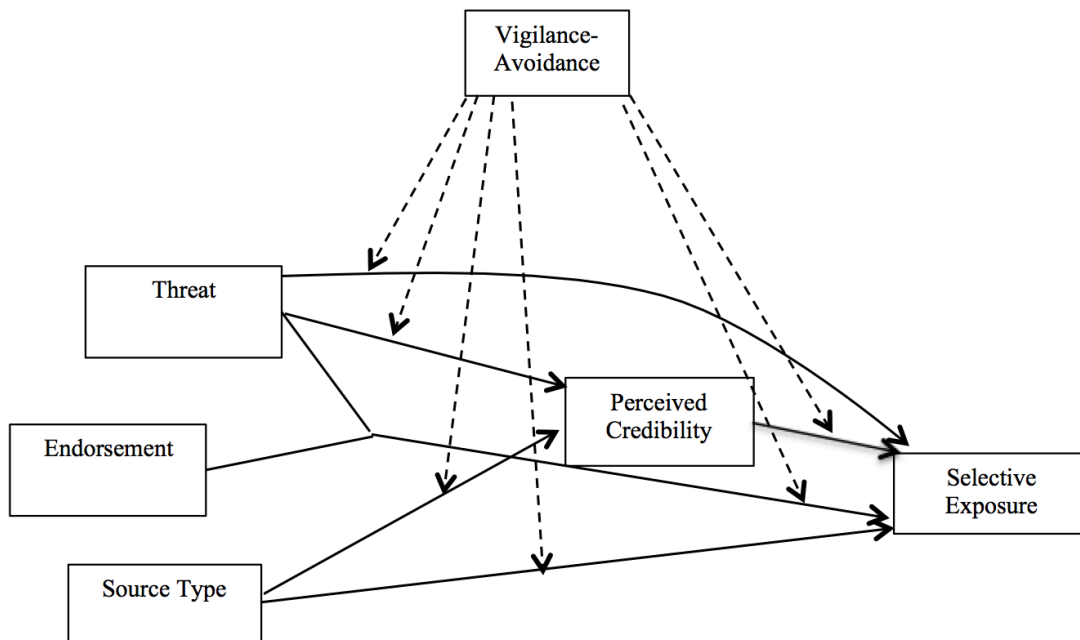 Vigilance-
Avoidance
Threat
Perceived
Credibility
Endorsement
Selective
Exposure
Source Type